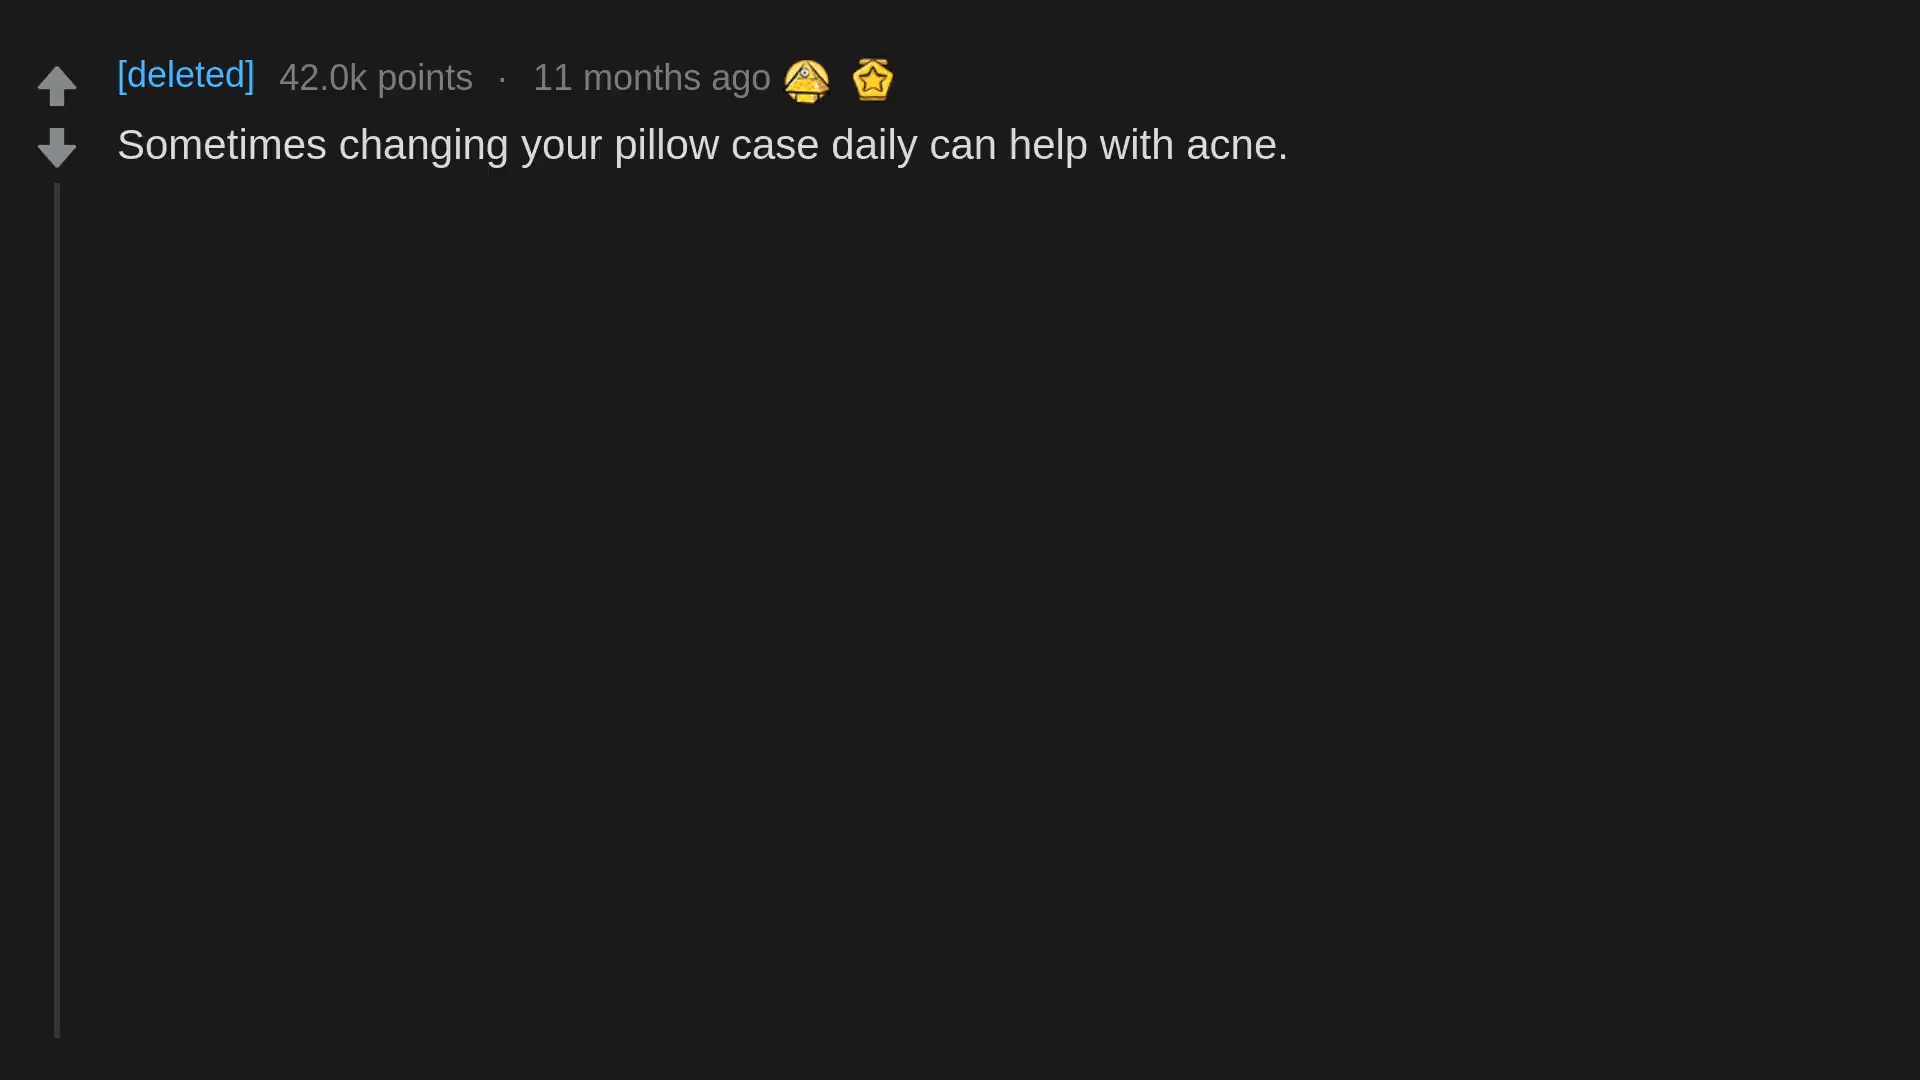 [deleted] 42.0k points · 11 months ago
Sometimes changing your pillow case daily can help with acne.